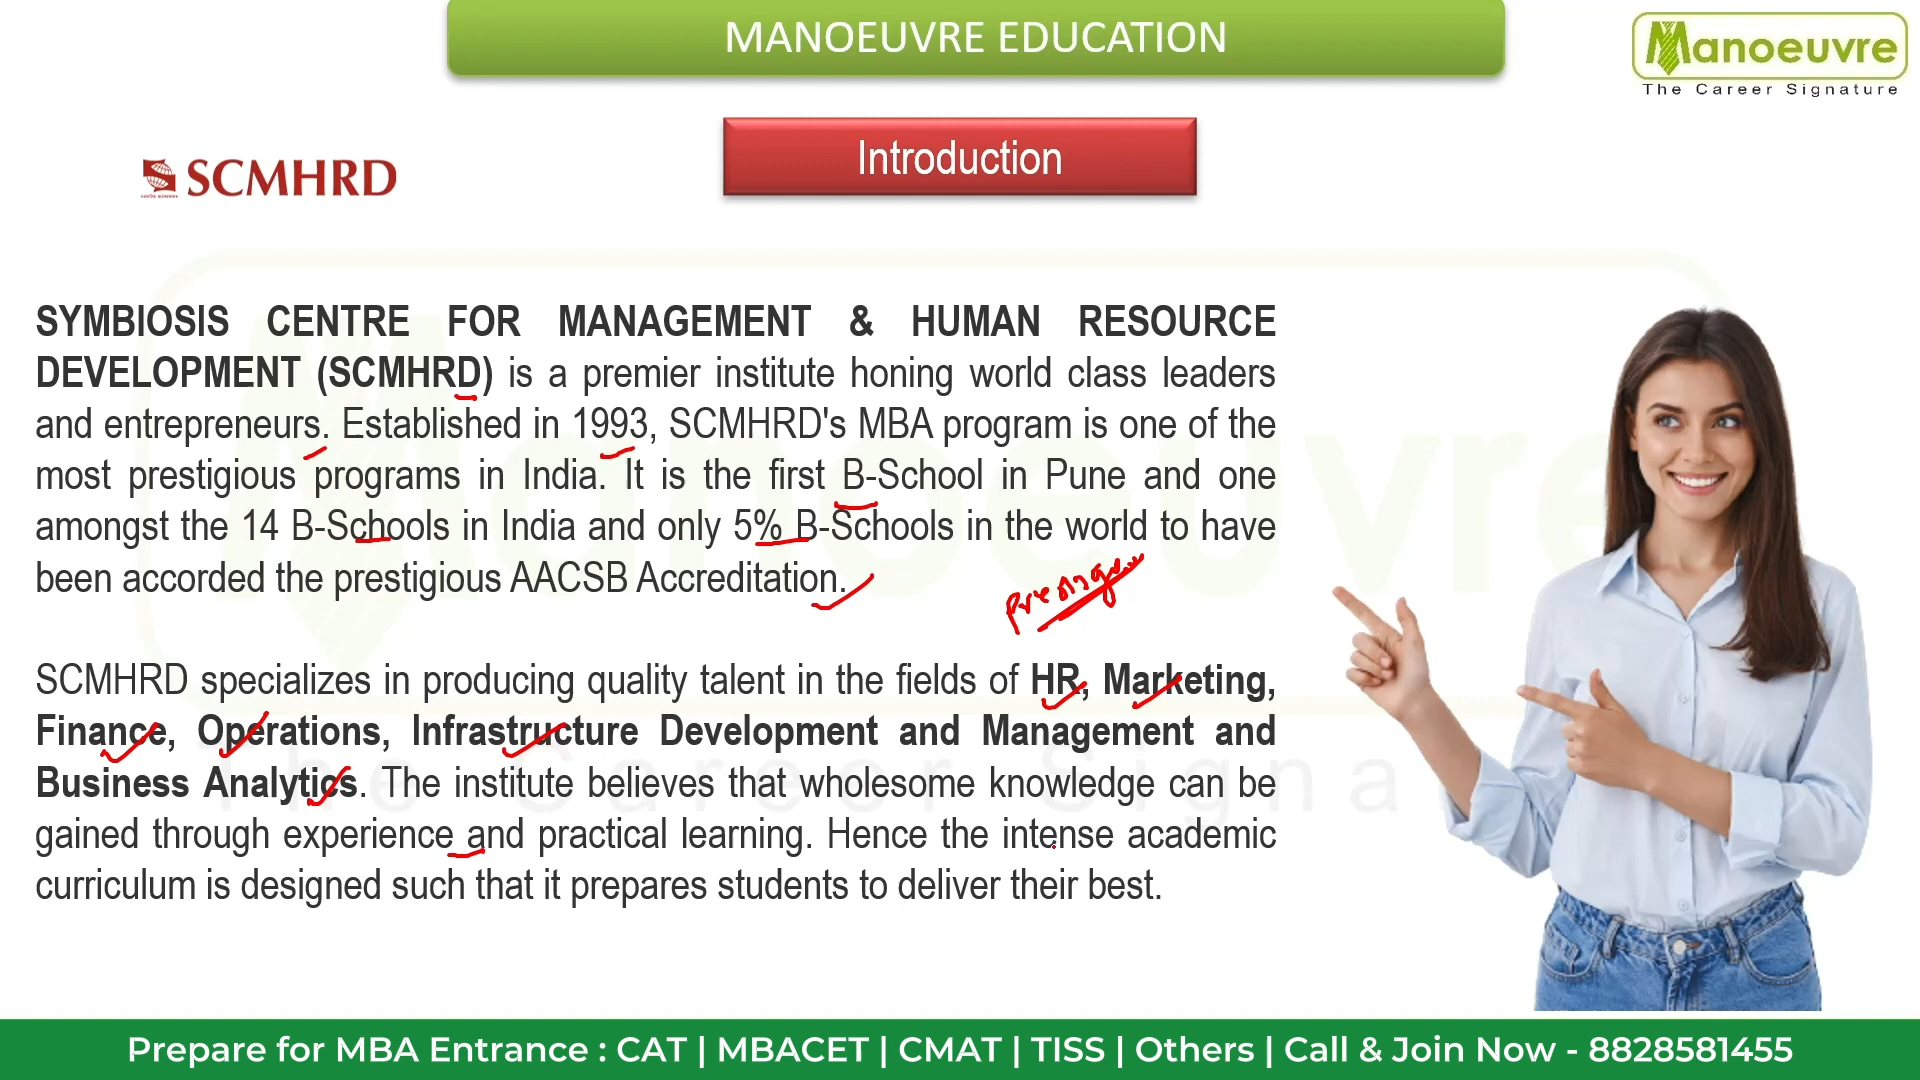 MANOEUVRE EDUCATION
Manoeuvre
The Career Signature
Introduction
SCMHRD
SYMBIOSIS CENTRE FOR MANAGEMENT & HUMAN RESOURCE
DEVELOPMENT (SCMHRD) is a premier institute honing world class leaders
and entrepreneurs. Established in 1993, SCMHRD's MBA program is one of the
most prestigious programs in India. It is the first B-School in Pune and one
amongst the 14 B-Schools in India and only 5% B-Schools in the world to have
been accorded the prestigious AACSB Accreditation.
SCMHRD specializes in producing quality talent in the fields of HR, Marketing,
Finance, Operations, Infrastructure Development and Management and
Business Analytics. The institute believes that wholesome knowledge can be
gained through experience and practical learning. Hence the intense academic
curriculum is designed such that it prepares students to deliver their best.
Prepare for MBA Entrance : CAT | MBACET | CMAT | TISS | Others | Call & Join Now - 8828581455